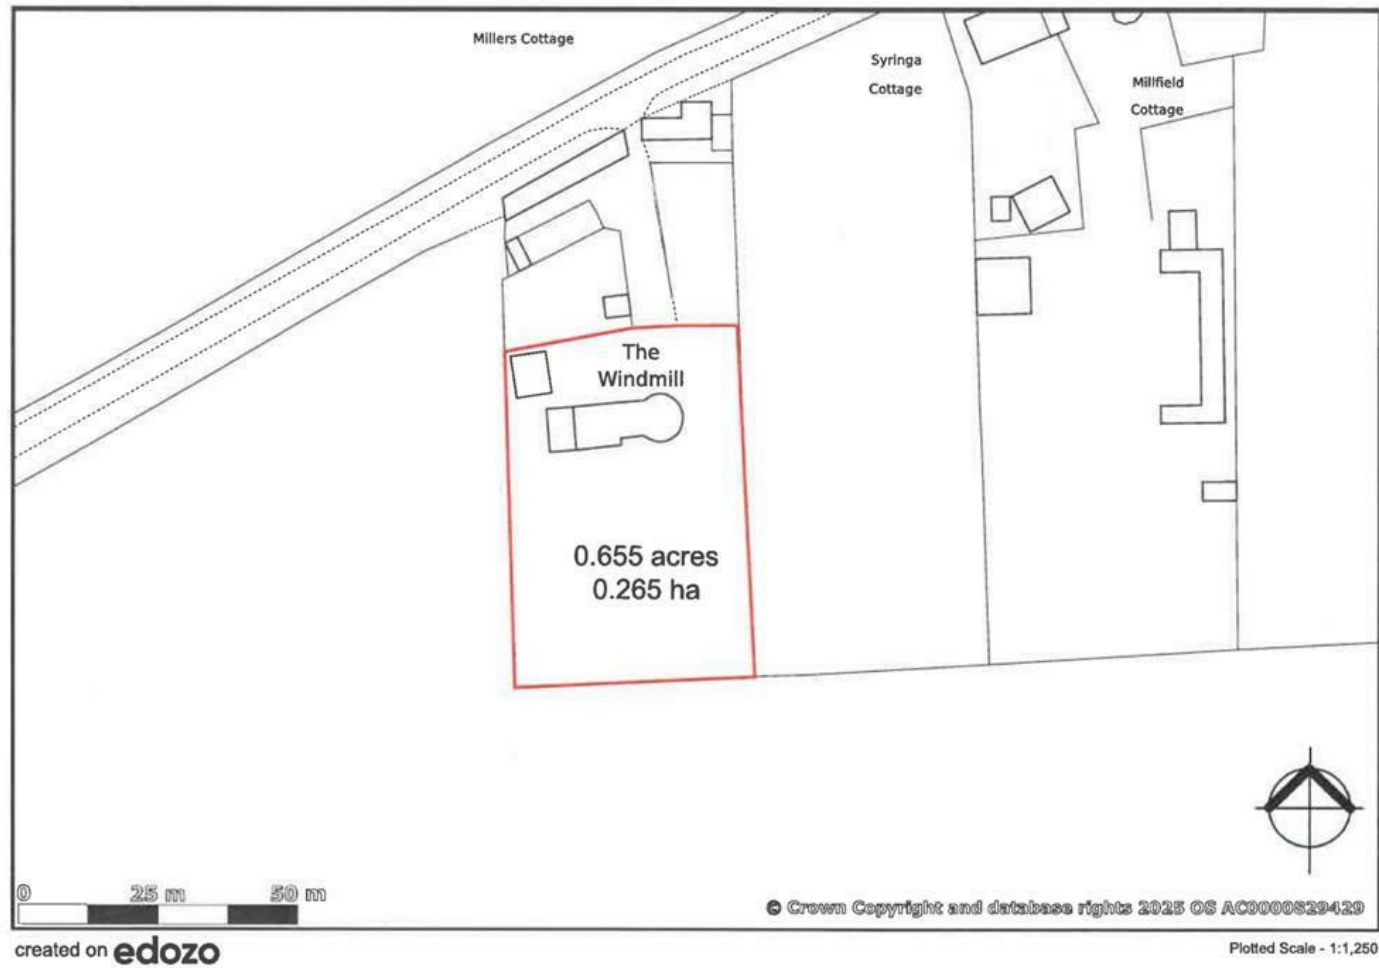 Millers Cottage
Syringa
Cottage
Millfield
Cottage
The
Windmill
0.655 acres
0.265 ha
0 25 m 50 m
© Crown Copyright and database rights 2025 OS AC0000829429
created on edozo
Plotted Scale - 1:1,250